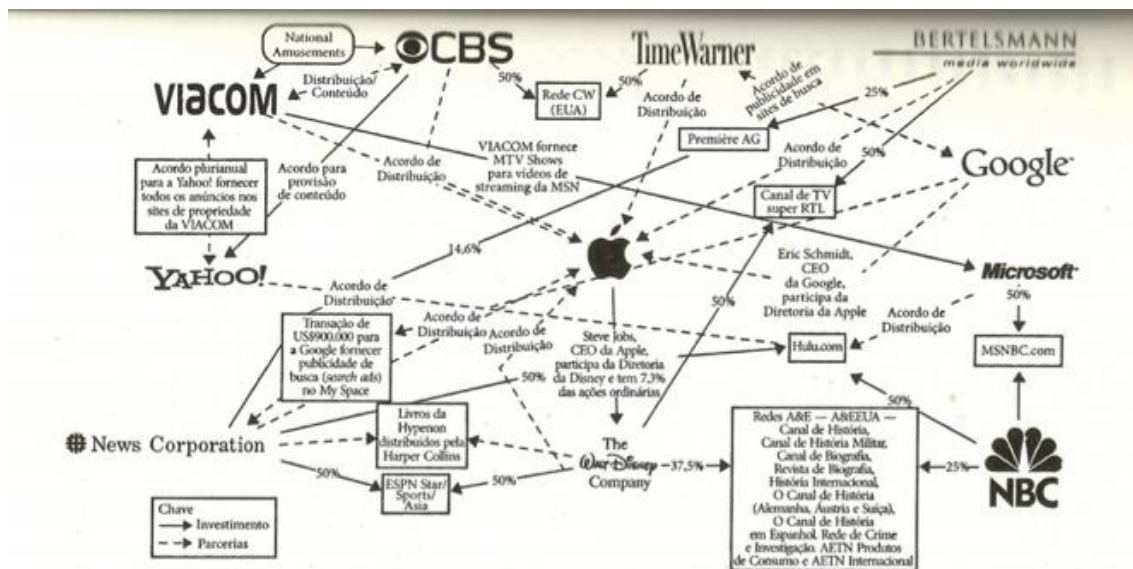 National
Amusements
CBS
TimeWarner
BERTELSMANN
media worldwide
VIACOM
Distribuição/
Conteúdo
50%
Rede CW
(EUA)
50%
Acordo de
Distribuição
Acordo de
publicidade em
sites de busca
25%
Première AG
Google
Acordo plurianual
para a Yahoo! fornecer
todos os anúncios nos
sites de propriedade
da VIACOM
Acordo para
provisão
de conteúdo
Acordo de
Distribuição
VIACOM fornece
MTV Shows
para vídeos de
streaming da MSN
Acordo de
Distribuição
50%
Canal de TV
super RTL
YAHOO!
14,6%
Eric Schmidt,
CEO
da Google,
participa da
Diretoria da Apple
Microsoft
50%
Acordo de
Distribuição
Transação de
US$900.000 para
a Google fornecer
publicidade de
busca (search ads)
no My Space
Acordo de
Distribuição
Acordo de
Distribuição
Steve Jobs,
CEO da Apple,
participa da Diretoria
da Disney e tem 7,3%
das ações ordinárias
50%
Acordo de
Distribuição
Hulu.com
MSNBC.com
50%
50%
News Corporation
Livros da
Hypenon
distribuídos pela
Harper Collins
50%
ESPN Star/
Sports/
Asia
50%
The
Walt Disney
Company
37,5%
Redes A&E — A&EEUA —
Canal de História,
Canal de História Militar,
Canal de Biografia,
Revista de Biografia,
História Internacional,
O Canal de História
(Alemanha, Áustria e Suíça),
O Canal de História
em Espanhol. Rede de Crime
e Investigação. AETN Produtos
de Consumo e AETN Internacional
25%
NBC
Chave
Investimento
Parcerias